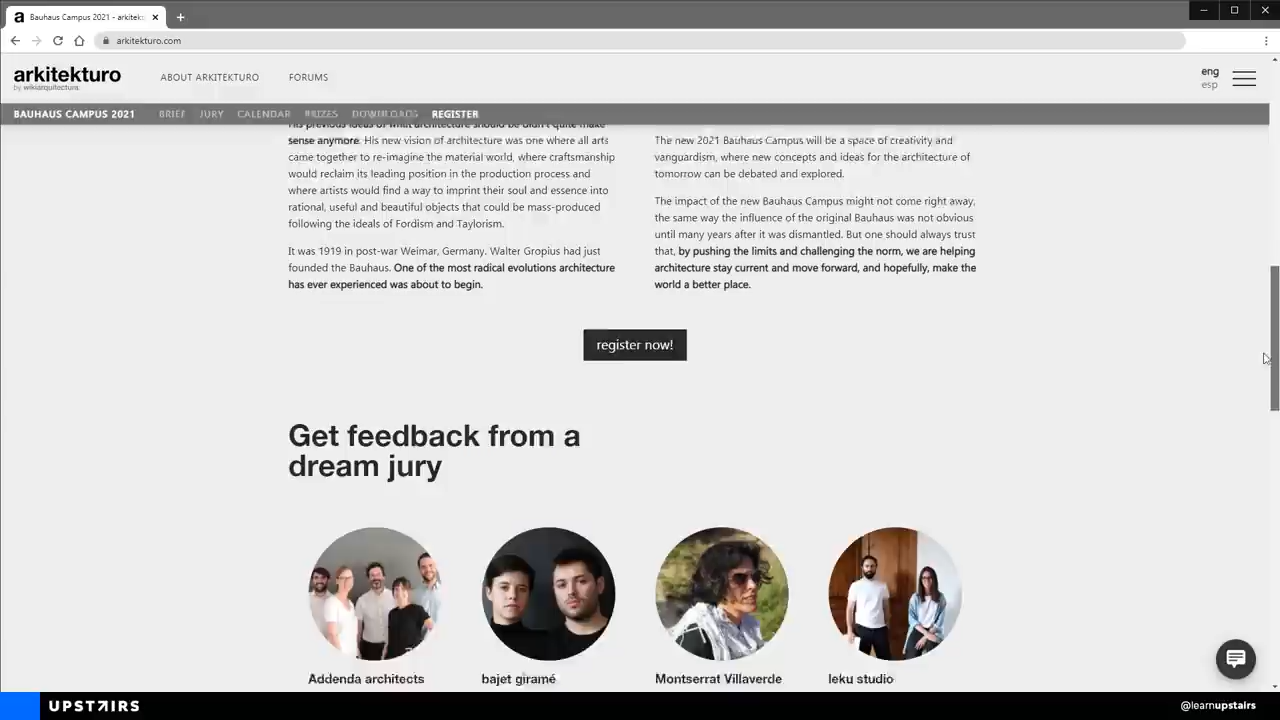 Bauhaus Campus 2021 - arkitekt
arkitekturo.com
arkitekturo
by wikiarquitectura.
ABOUT ARKITEKTURO
FORUMS
eng
esp
BAUHAUS CAMPUS 2021
BRIEF
JURY
CALENDAR
PRIZES
DOWNLOADS
REGISTER
His previous ideas of what architecture should be didn't quite make
sense anymore. His new vision of architecture was one where all arts
came together to re-imagine the material world, where craftsmanship
would reclaim its leading position in the production process and
where artists would find a way to imprint their soul and essence into
rational, useful and beautiful objects that could be mass-produced
following the ideals of Fordism and Taylorism.
It was 1919 in post-war Weimar, Germany. Walter Gropius had just
founded the Bauhaus. One of the most radical evolutions architecture
has ever experienced was about to begin.
The new 2021 Bauhaus Campus will be a space of creativity and
vanguardism, where new concepts and ideas for the architecture of
tomorrow can be debated and explored.
The impact of the new Bauhaus Campus might not come right away,
the same way the influence of the original Bauhaus was not obvious
until many years after it was dismantled. But one should always trust
that, by pushing the limits and challenging the norm, we are helping
architecture stay current and move forward, and hopefully, make the
world a better place.
register now!
Get feedback from a
dream jury
Addenda architects
bajet giramé
Montserrat Villaverde
leku studio
UPSTAIRS
@learnupstairs